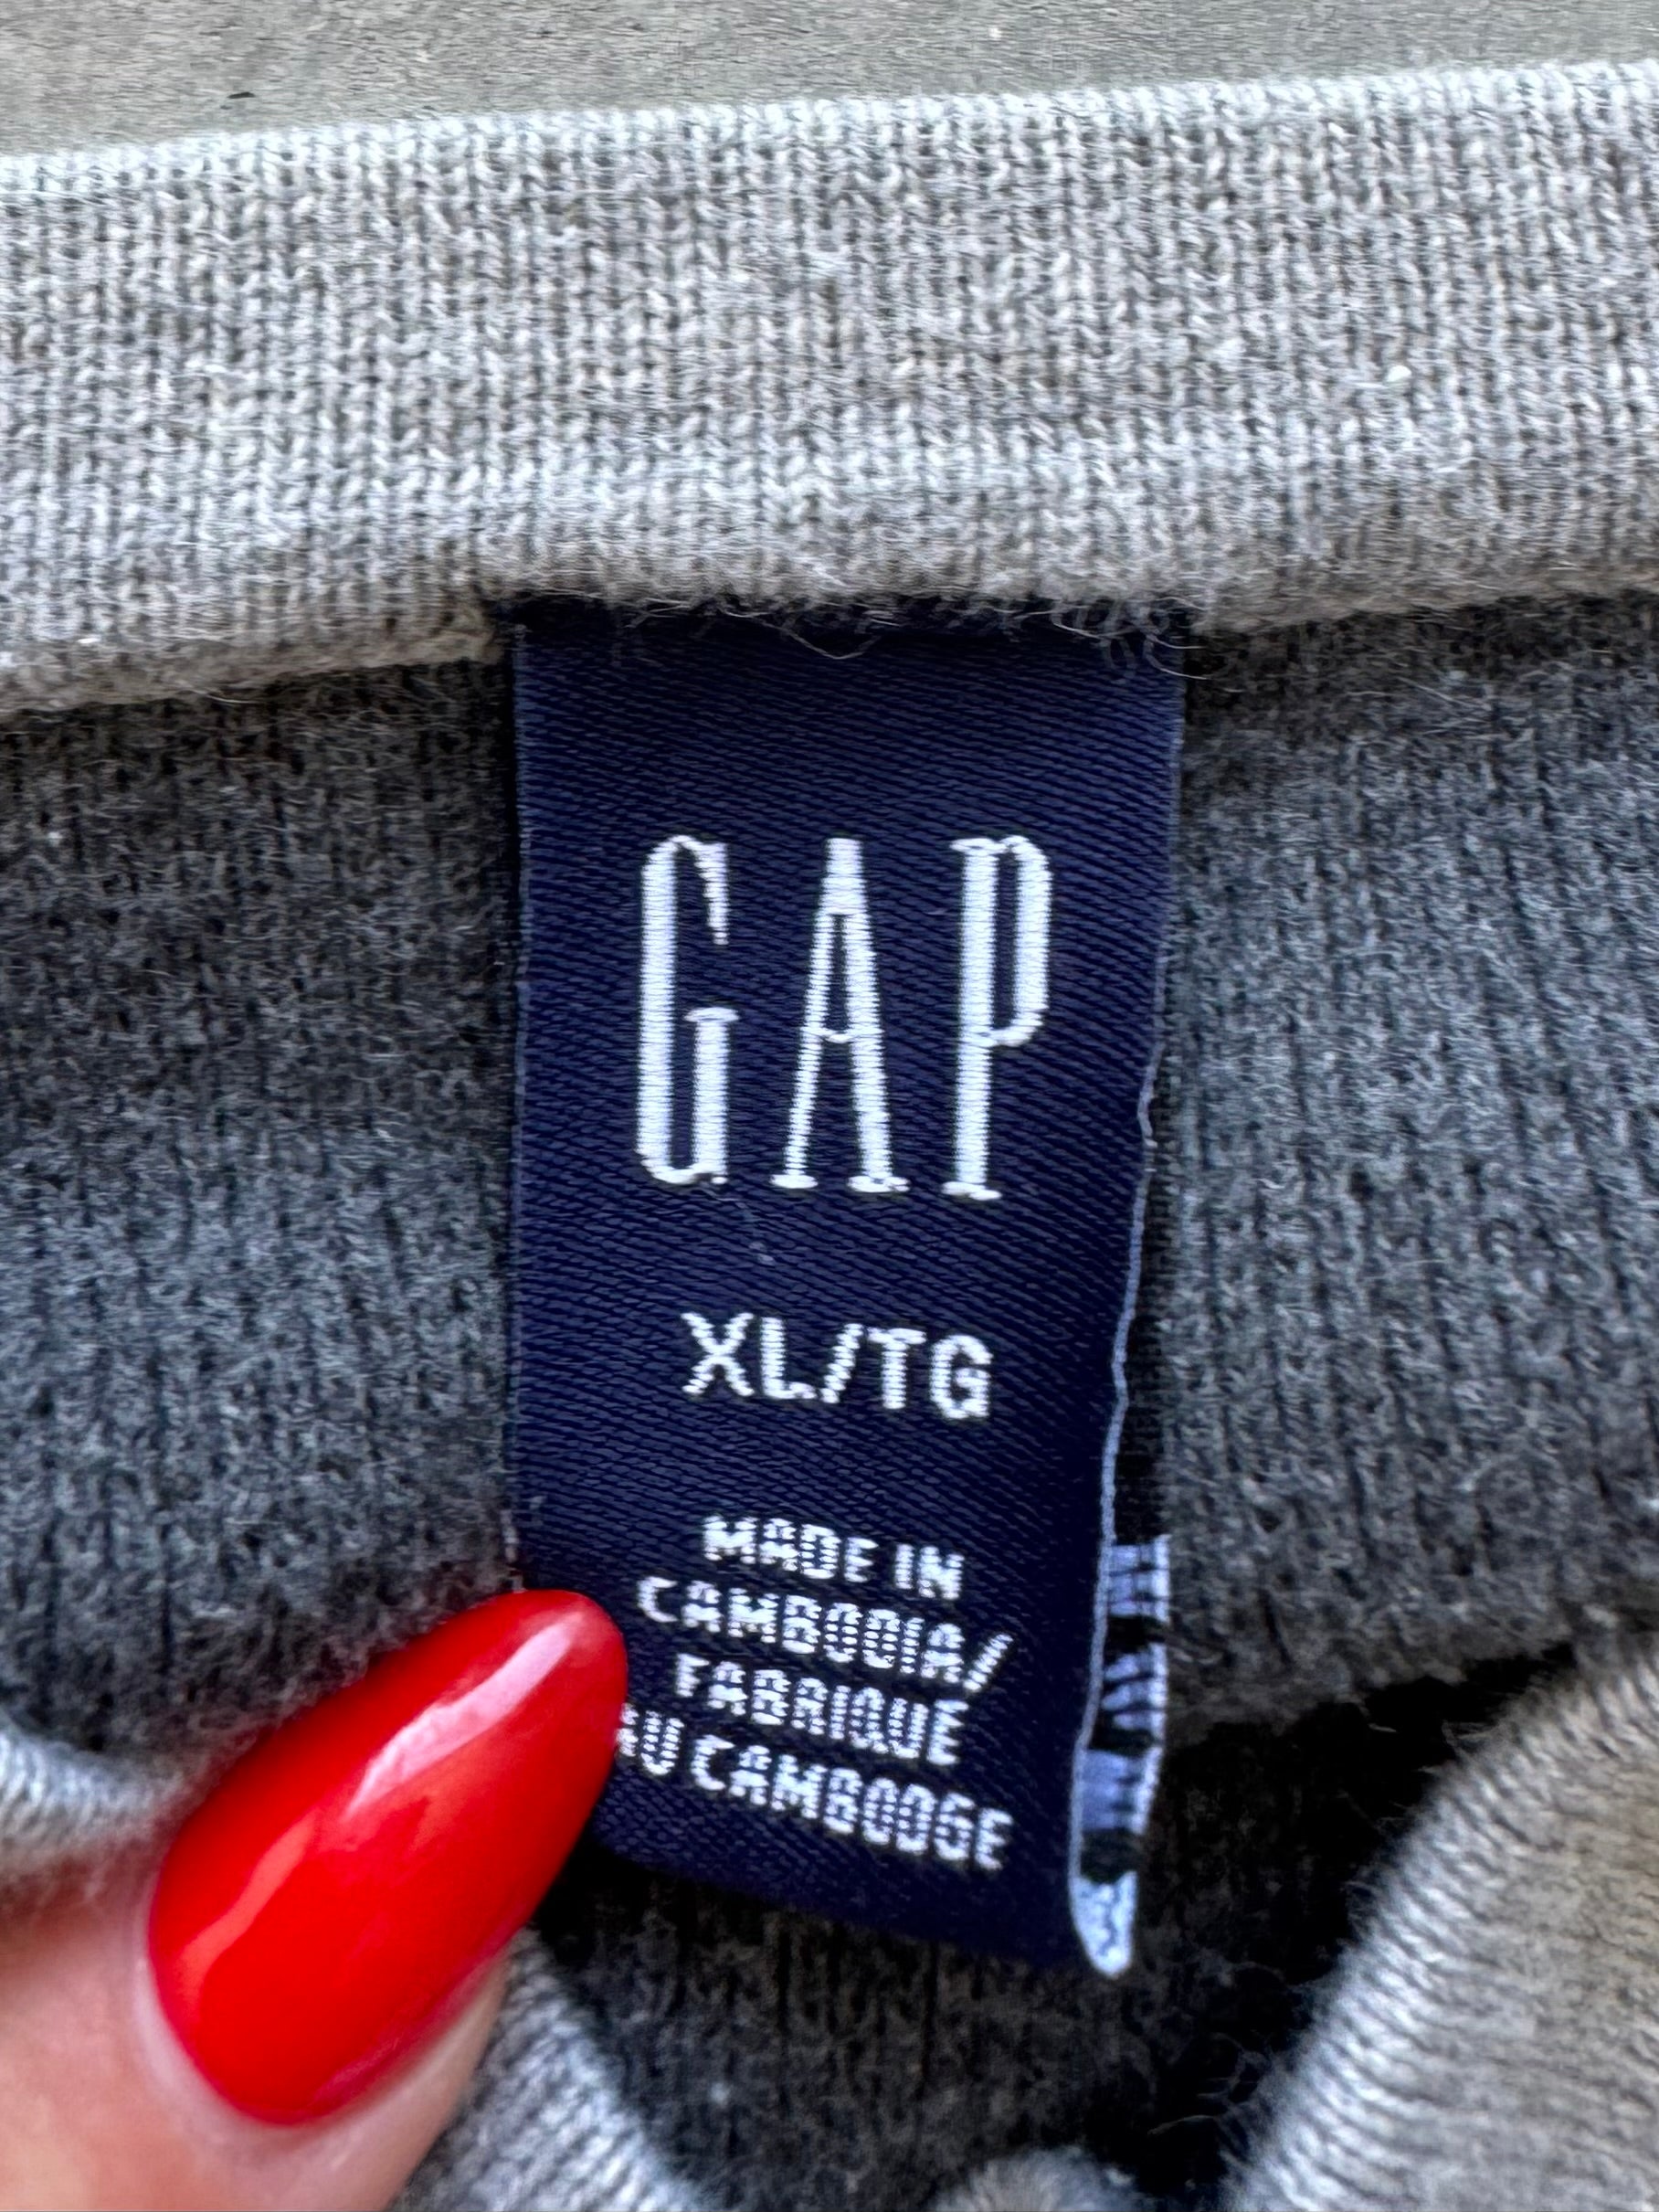 GAP
XL/TG
MADE IN
CAMBODIA/
FABRIQUE
AU CAMBODGE